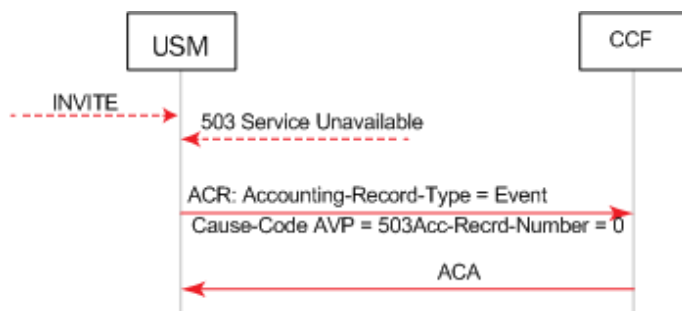 USM
CCF
INVITE
503 Service Unavailable
ACR: Accounting-Record-Type = Event
Cause-Code AVP = 503Acc-Recrd-Number = 0
ACA